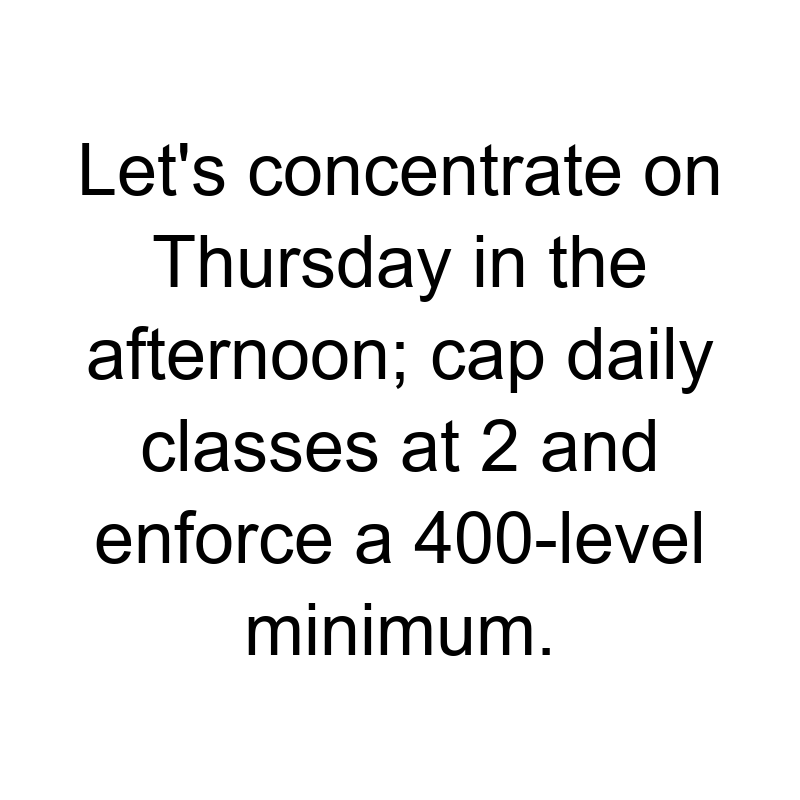 Let's concentrate on
Thursday in the
afternoon; cap daily
classes at 2 and
enforce a 400-level
minimum.